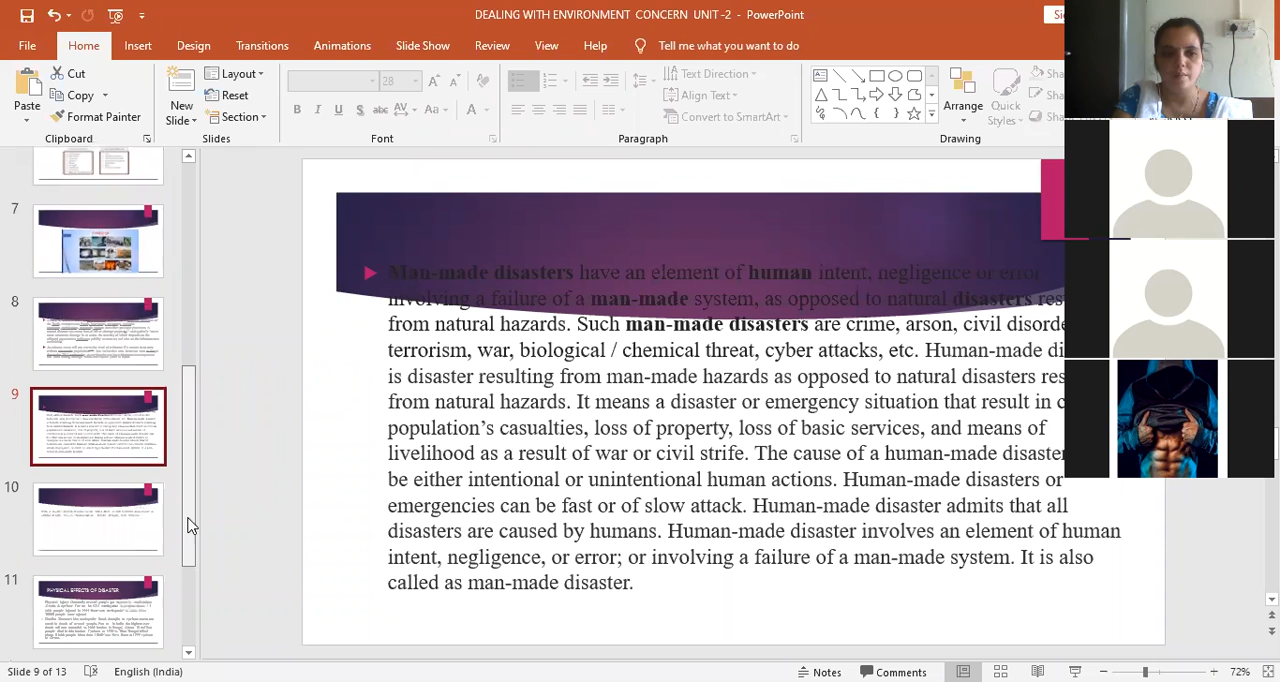 DEALING WITH ENVIRONMENT CONCERN UNIT -2 - PowerPoint
File Home Insert Design Transitions Animations Slide Show Review View Help Tell me what you want to do
Paste
Cut
Copy
Format Painter
Clipboard
New
Slide
Layout
Reset
Section
Slides
28
Font
Text Direction
Align Text
Convert to SmartArt
Paragraph
Arrange
Quick
Styles
Drawing
7
8
9
10
11
PHYSICAL EFFECTS OF DISASTER
Man-made disasters have an element of human intent, negligence or error
involving a failure of a man-made system, as opposed to natural disasters
from natural hazards. Such man-made disasters are crime, arson, civil
terrorism, war, biological / chemical threat, cyber attacks, etc. Human-made
is disaster resulting from man-made hazards as opposed to natural disasters
from natural hazards. It means a disaster or emergency situation that result in
population's casualties, loss of property, loss of basic services, and means of
livelihood as a result of war or civil strife. The cause of a human-made disaster
be either intentional or unintentional human actions. Human-made disasters or
emergencies can be fast or of slow attack. Human-made disaster admits that all
disasters are caused by humans. Human-made disaster involves an element of human
intent, negligence, or error; or involving a failure of a man-made system. It is also
called as man-made disaster.
Slide 9 of 13 English (India) Notes Comments 72%